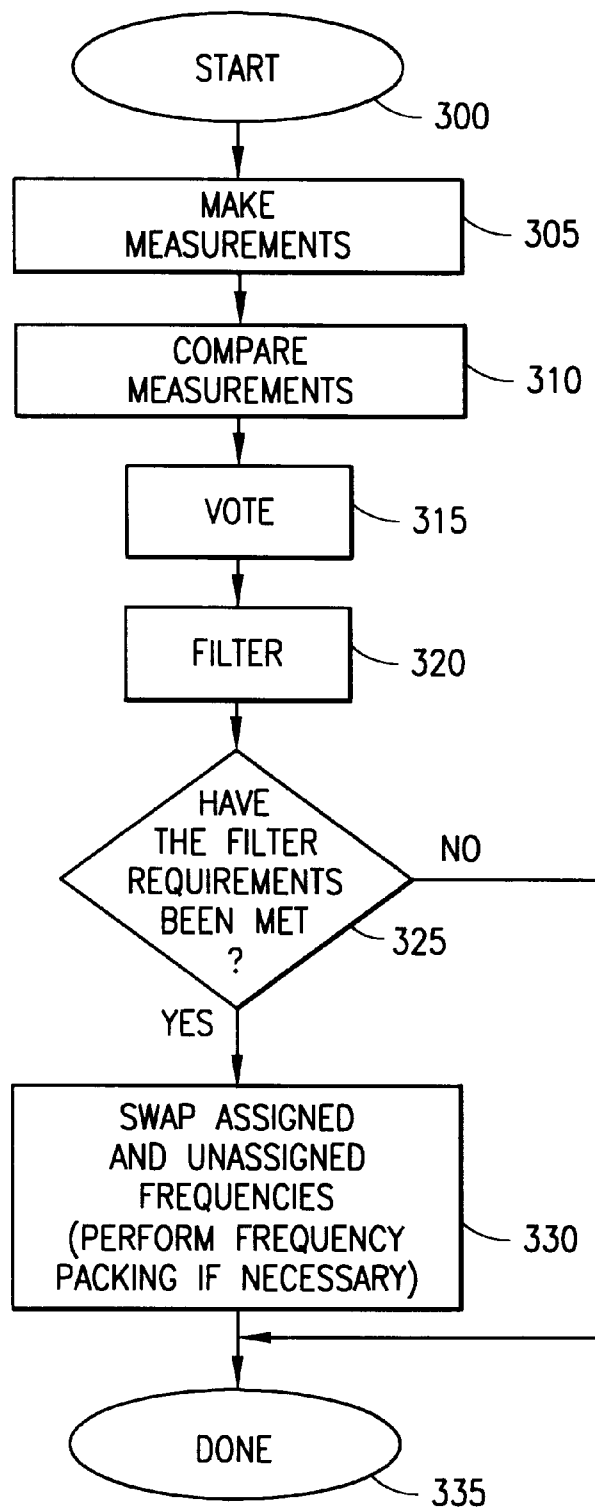 START
300
MAKE
MEASUREMENTS
305
COMPARE
MEASUREMENTS
310
VOTE
315
FILTER
320
HAVE
THE FILTER
REQUIREMENTS
BEEN MET
?
NO
325
YES
SWAP ASSIGNED
AND UNASSIGNED
FREQUENCIES
(PERFORM FREQUENCY
PACKING IF NECESSARY)
330
DONE
335